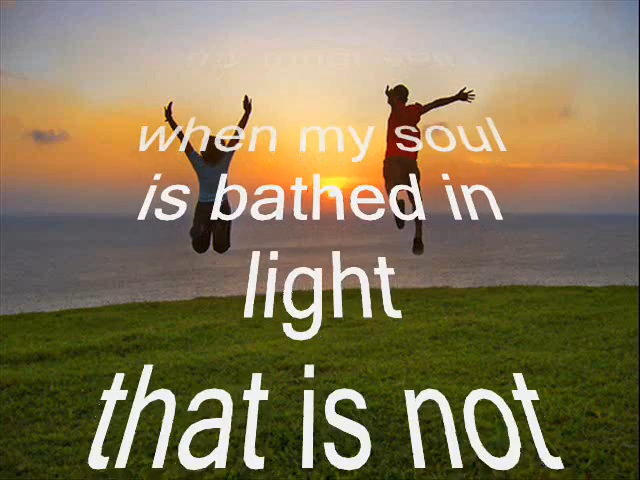 when my soul
is bathed in
light
that is not